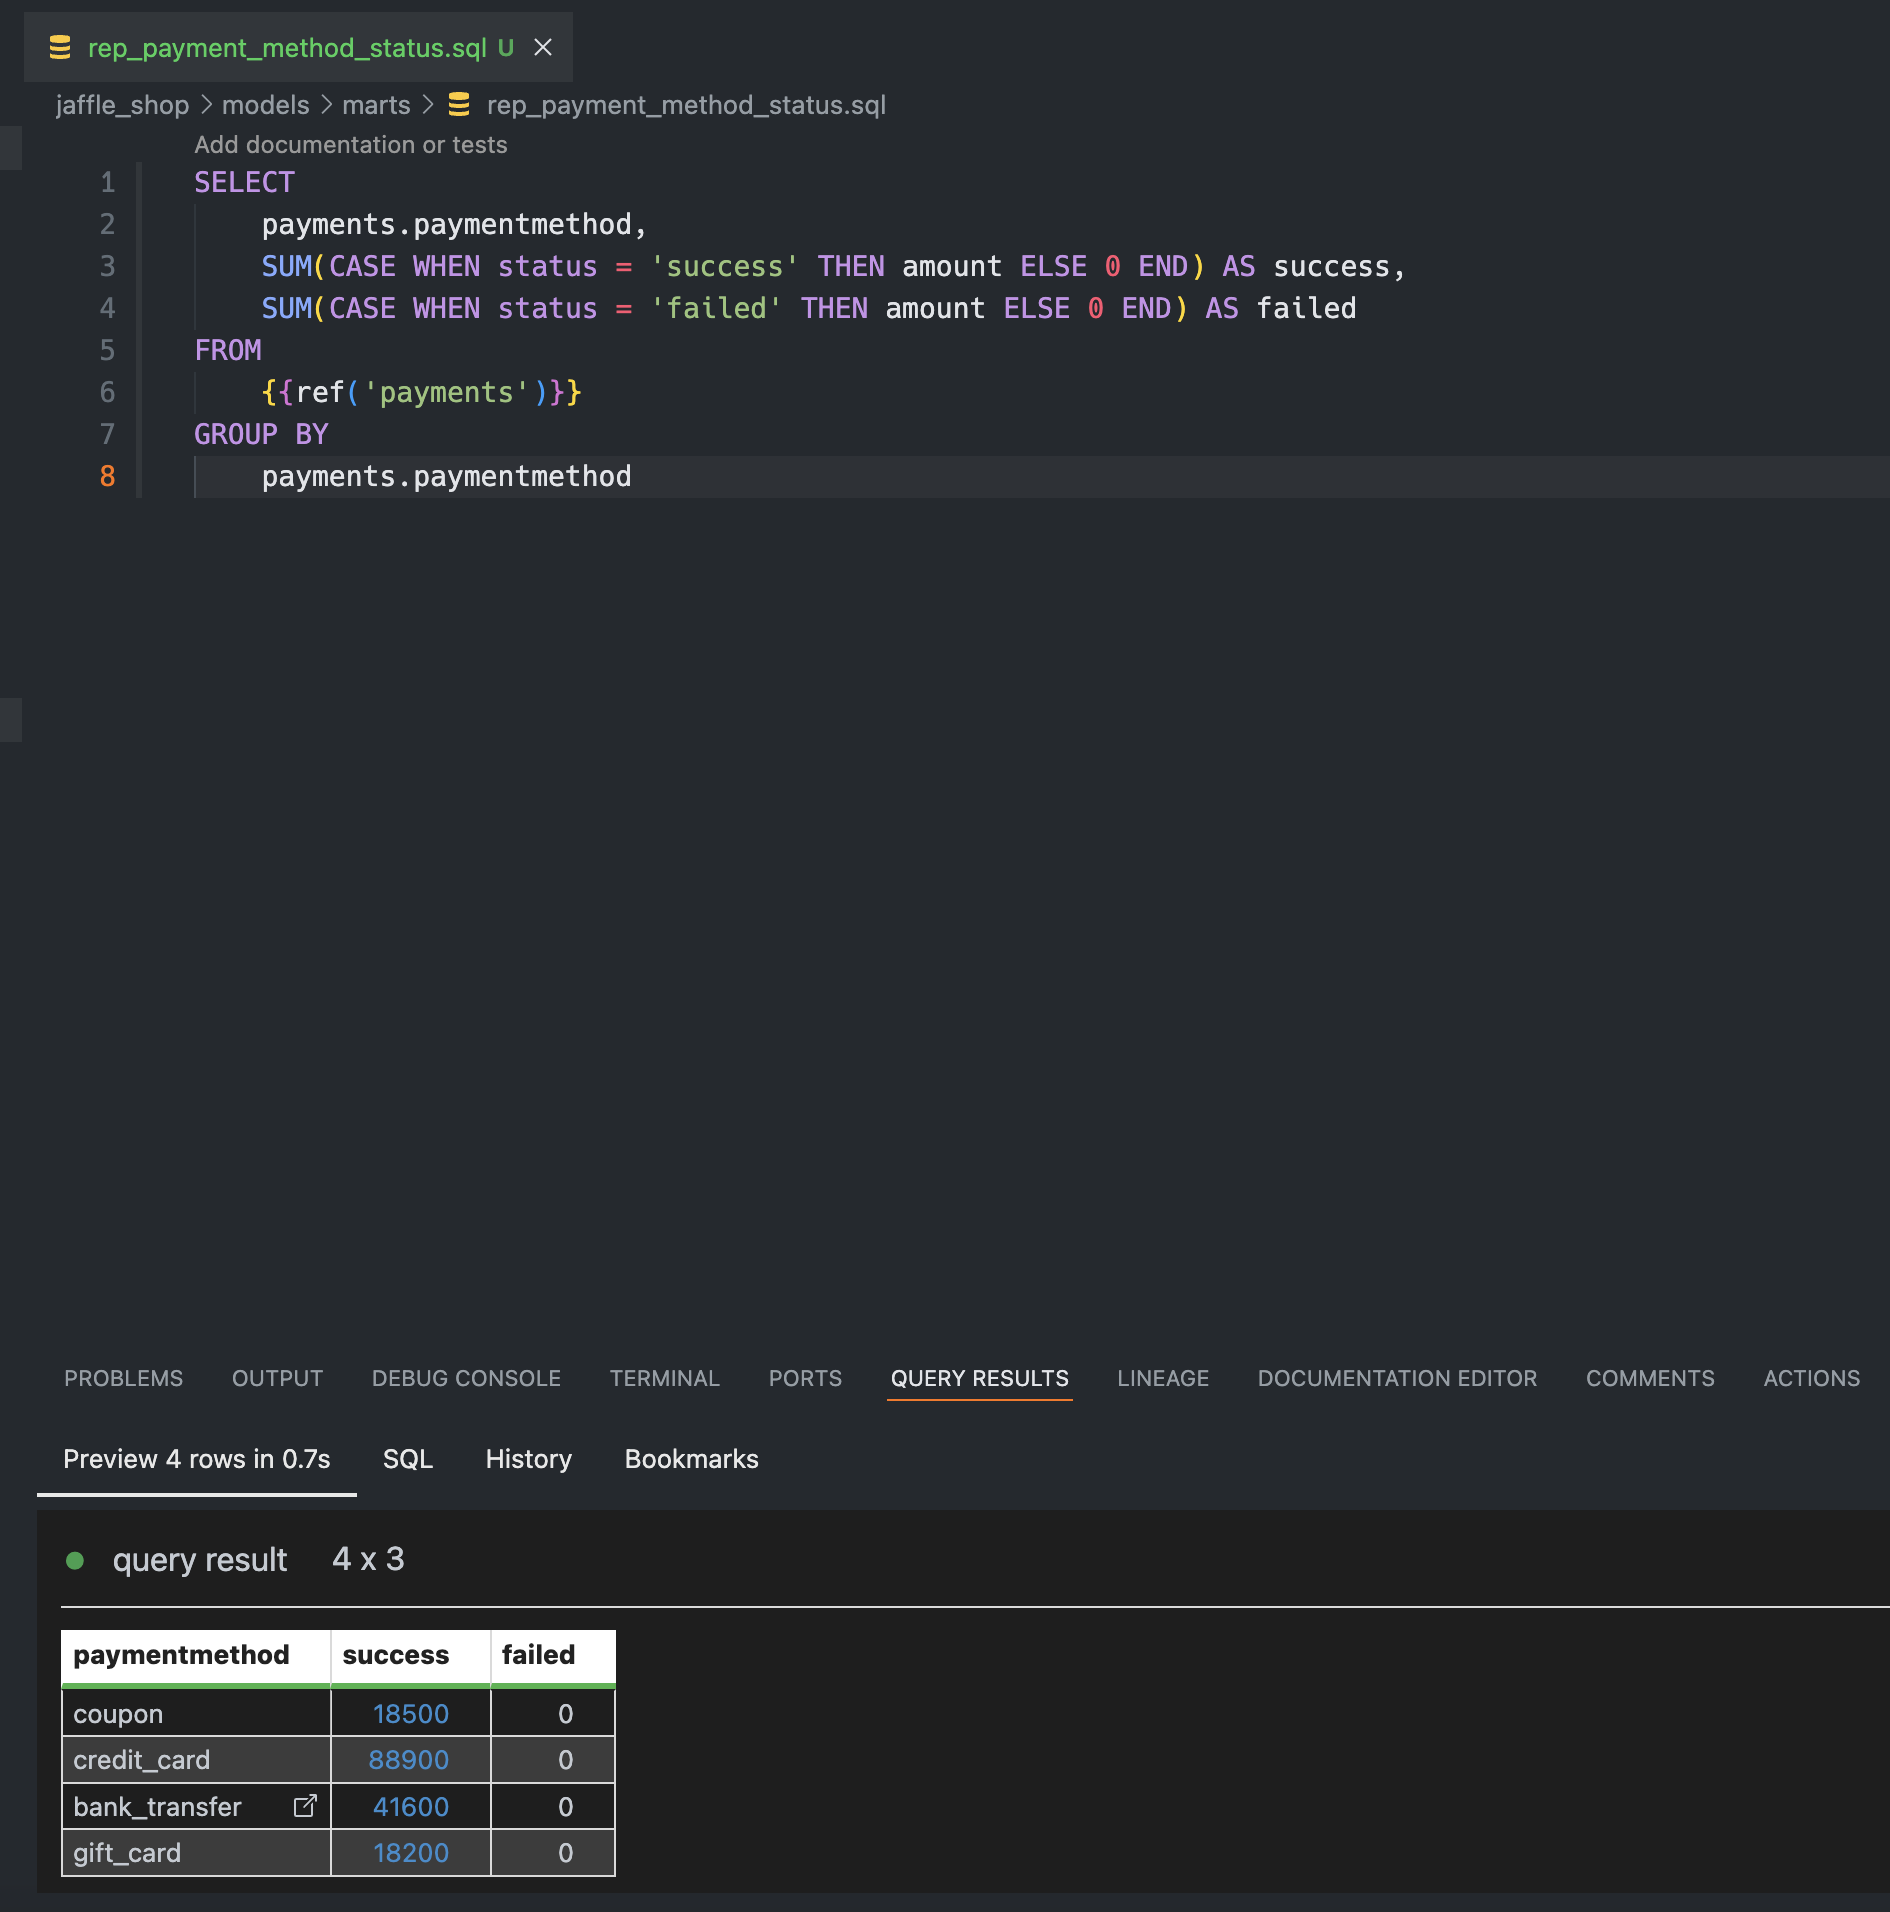 rep_payment_method_status.sql U
jaffle_shop > models > marts > rep_payment_method_status.sql
Add documentation or tests
1 SELECT
2 payments.paymentmethod,
3 SUM(CASE WHEN status = 'success' THEN amount ELSE 0 END) AS success,
4 SUM(CASE WHEN status = 'failed' THEN amount ELSE 0 END) AS failed
5 FROM
6 {{ref('payments')}}
7 GROUP BY
8 payments.paymentmethod
PROBLEMS OUTPUT DEBUG CONSOLE TERMINAL PORTS QUERY RESULTS LINEAGE DOCUMENTATION EDITOR COMMENTS ACTIONS
Preview 4 rows in 0.7s SQL History Bookmarks
query result 4 x 3
paymentmethod success failed
coupon 18500 0
credit_card 88900 0
bank_transfer 41600 0
gift_card 18200 0